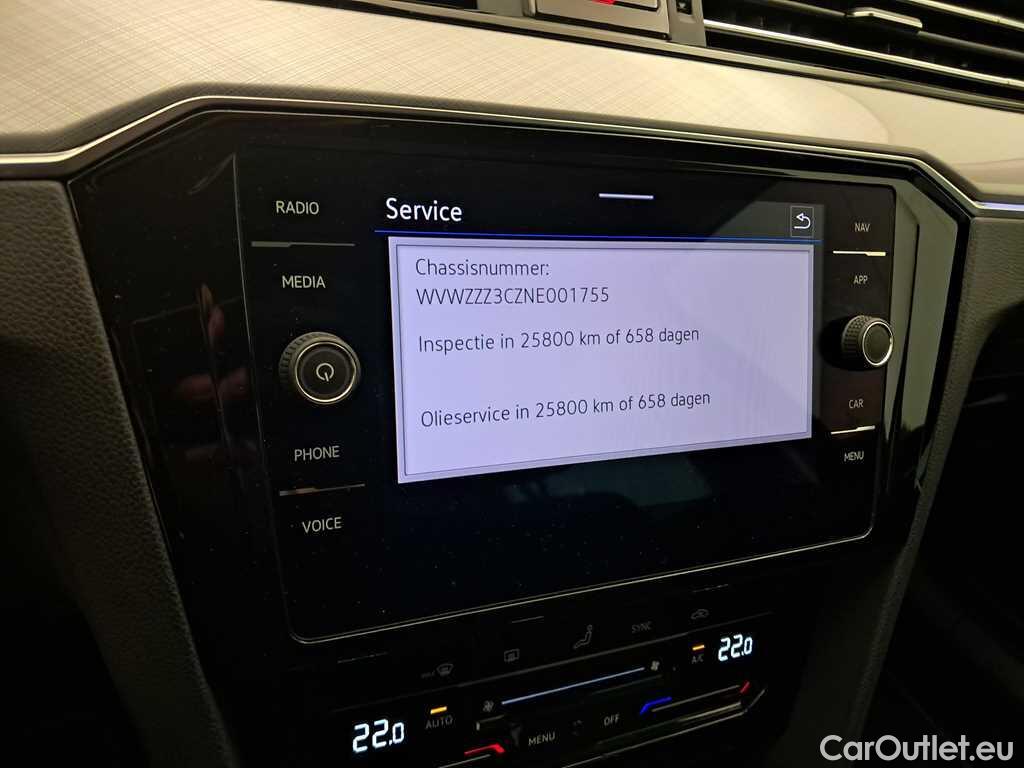 RADIO
MEDIA
PHONE
VOICE
Service
Chassisnummer:
WVWZZZ3CZNE001755
Inspectie in 25800 km of 658 dagen
Olieservice in 25800 km of 658 dagen
NAV
APP
CAR
MENU
SYNC
A/C
22.0
22.0
AUTO
MENU
OFF
CarOutlet.eu